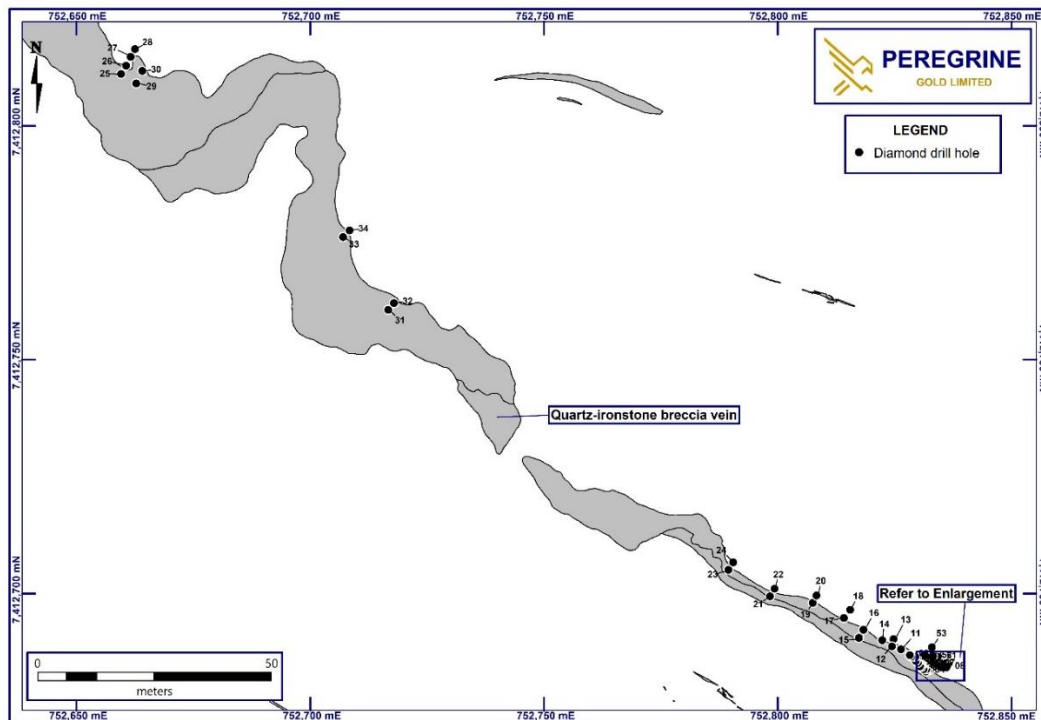 752,650 mE
752,700 mE
752,750 mE
752,800 mE
752,850 mE
N
PEREGRINE
GOLD LIMITED
LEGEND
Diamond drill hole
28
27
26
25
30
29
7,412,800 mN
34
33
32
31
7,412,750 mN
Quartz-ironstone breccia vein
24
23
22
21
20
19
18
17
16
15
14
13
12
11
53
7,412,700 mN
Refer to Enlargement
0
50
meters
752,650 mE
752,700 mE
752,750 mE
752,800 mE
752,850 mE